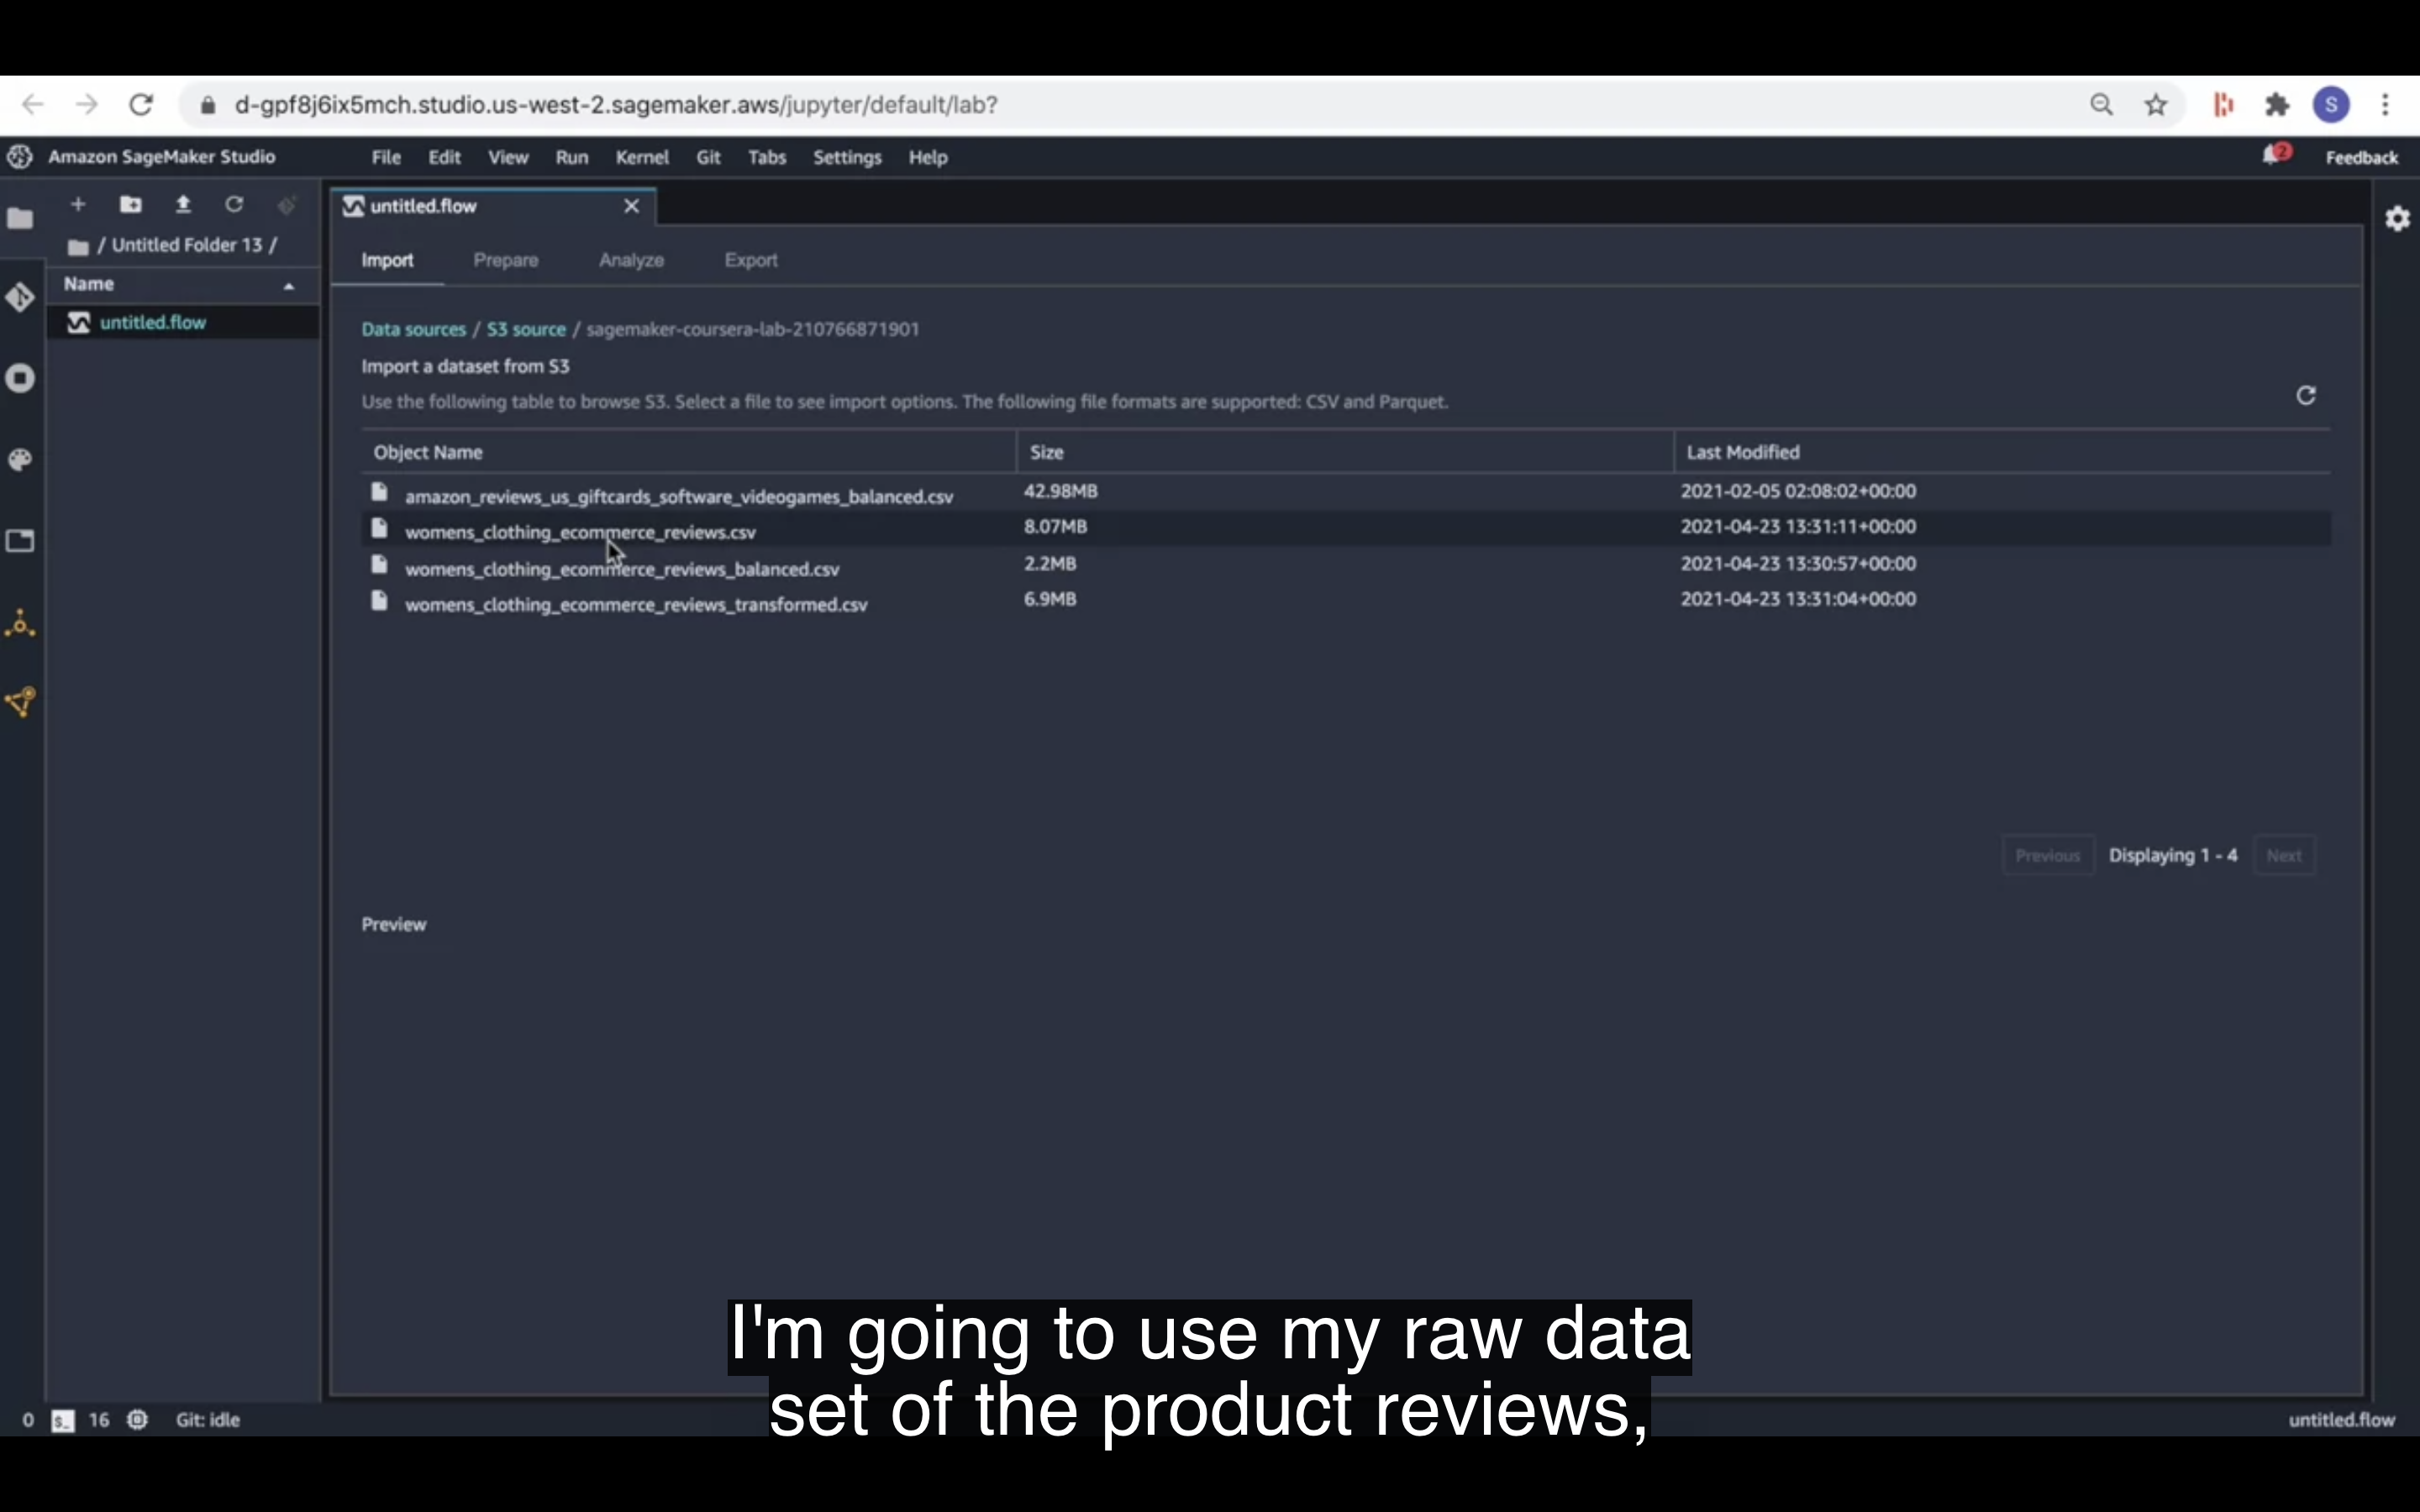 d-gpf8j6ix5mch.studio.us-west-2.sagemaker.aws/jupyter/default/lab?
S
Amazon SageMaker Studio
File Edit View Run Kernel Git Tabs Settings Help
2
Feedback
untitled.flow
/ Untitled Folder 13 /
Import Prepare Analyze Export
Name
untitled.flow
Data sources / S3 source / sagemaker-coursera-lab-210766871901
Import a dataset from S3
Use the following table to browse S3. Select a file to see import options. The following file formats are supported: CSV and Parquet.
Object Name Size Last Modified
amazon_reviews_us_giftcards_software_videogames_balanced.csv 42.98MB 2021-02-05 02:08:02+00:00
womens_clothing_ecommerce_reviews.csv 8.07MB 2021-04-23 13:31:11+00:00
womens_clothing_ecommerce_reviews_balanced.csv 2.2MB 2021-04-23 13:30:57+00:00
womens_clothing_ecommerce_reviews_transformed.csv 6.9MB 2021-04-23 13:31:04+00:00
Previous Displaying 1 - 4 Next
Preview
I'm going to use my raw data
set of the product reviews,
0 $_ 16 Git: idle
untitled.flow